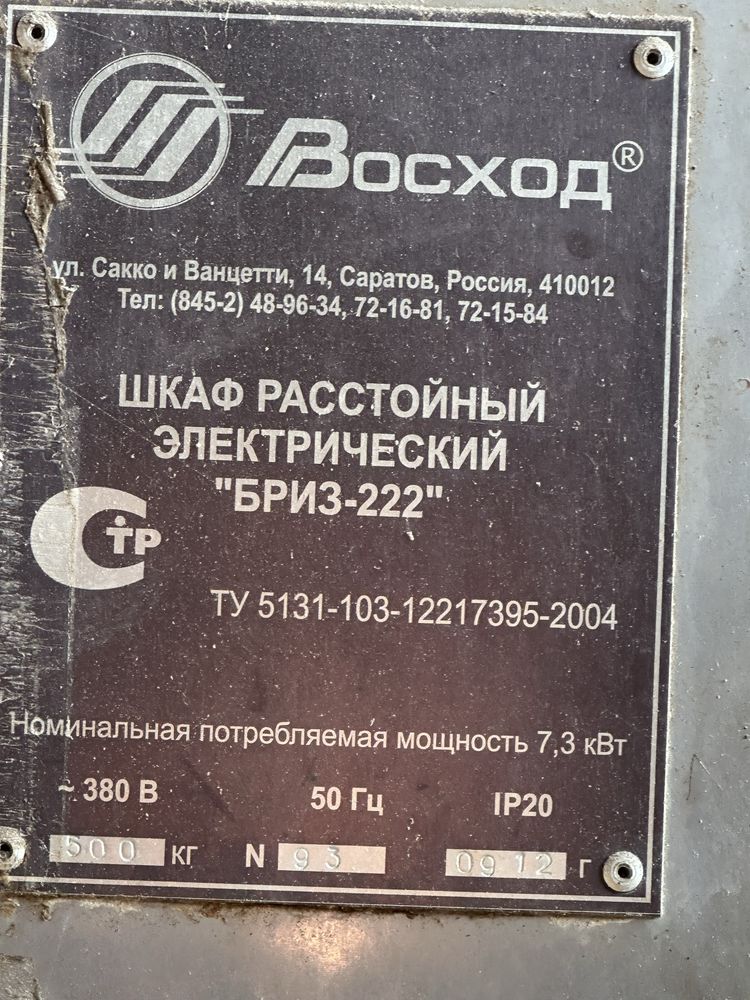 Восход®
ул. Сакко и Ванцетти, 14, Саратов, Россия, 410012
Тел: (845-2) 48-96-34, 72-16-81, 72-15-84
ШКАФ РАССТОЙНЫЙ
ЭЛЕКТРИЧЕСКИЙ
"БРИЗ-222"
СТР
ТУ 5131-103-12217395-2004
Номинальная потребляемая мощность 7,3 кВт
~ 380 В 50 Гц IP20
500 кг N 93 0912 г